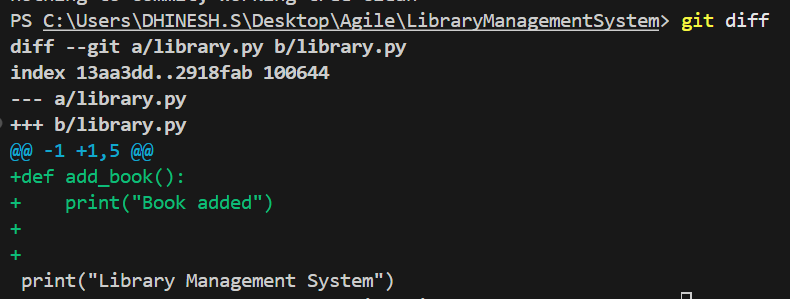 PS C:\Users\DHINESH.S\Desktop\Agile\LibraryManagementSystem> git diff
diff --git a/library.py b/library.py
index 13aa3dd..2918fab 100644
--- a/library.py
+++ b/library.py
@@ -1 +1,5 @@
+def add_book():
+    print("Book added")
+
+
 print("Library Management System")